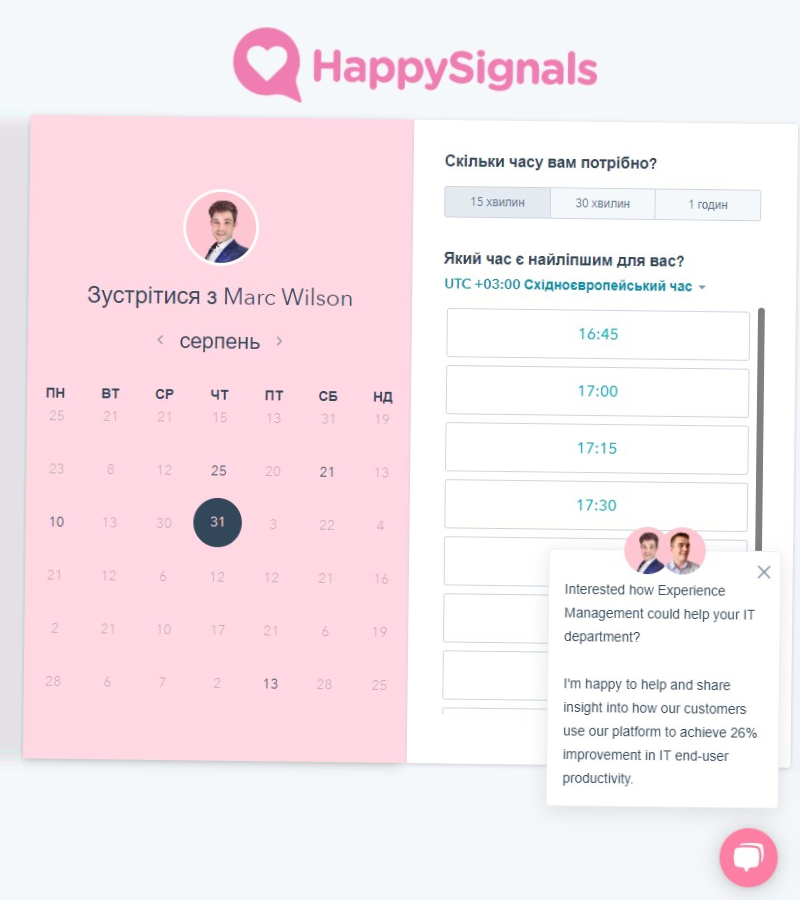 HappySignals
Зустрітися з Marc Wilson
серпень
ПН ВТ СР ЧТ ПТ СБ НД
25 21 21 15 13 31 19
23 8 12 25 20 21 13
10 13 30 31 3 22 4
21 12 6 12 12 21 16
2 21 10 17 21 6 19
28 6 7 2 13 28 25
Скільки часу вам потрібно?
15 хвилин 30 хвилин 1 годин
Який час є найліпшим для вас?
UTC +03:00 Східноєвропейський час
16:45
17:00
17:15
17:30
Interested how Experience
Management could help your IT
department?
I'm happy to help and share
insight into how our customers
use our platform to achieve 26%
improvement in IT end-user
productivity.